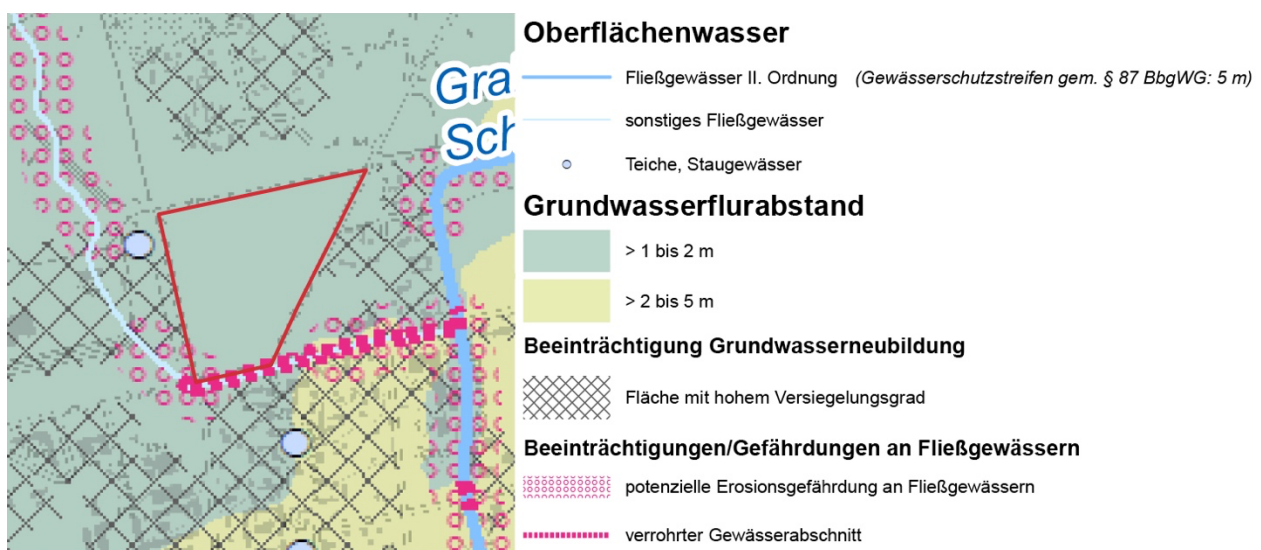 Gra
Sch
Oberflächenwasser
Fließgewässer II. Ordnung (Gewässerschutzstreifen gem. § 87 BbgWG: 5 m)
sonstiges Fließgewässer
Teiche, Staugewässer
Grundwasserflurabstand
> 1 bis 2 m
> 2 bis 5 m
Beeinträchtigung Grundwasserneubildung
Fläche mit hohem Versiegelungsgrad
Beeinträchtigungen/Gefährdungen an Fließgewässern
potenzielle Erosionsgefährdung an Fließgewässern
verrohrter Gewässerabschnitt